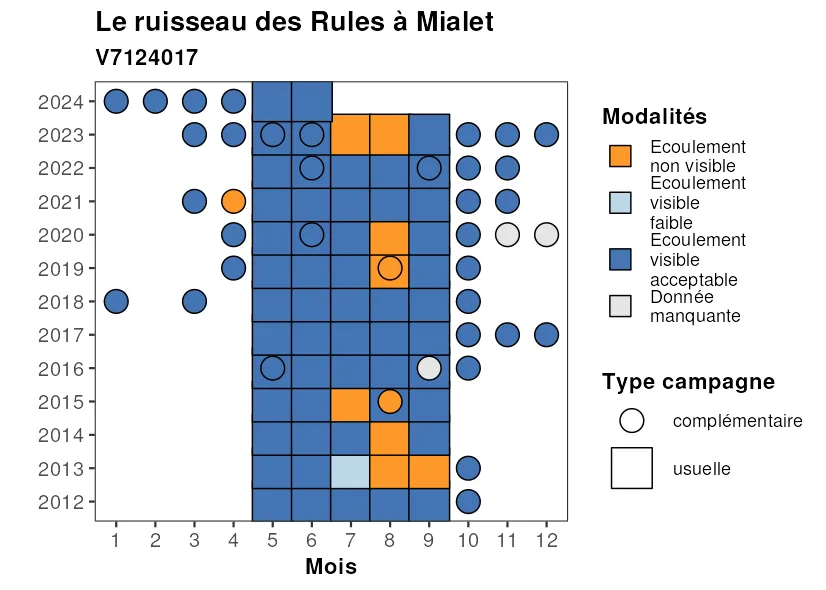 Le ruisseau des Rules à Mialet
V7124017
2024
2023
2022
2021
2020
2019
2018
2017
2016
2015
2014
2013
2012
1 2 3 4 5 6 7 8 9 10 11 12
Mois
Modalités
Ecoulement
non visible
Ecoulement
visible
faible
Ecoulement
visible
acceptable
Donnée
manquante
Type campagne
complémentaire
usuelle